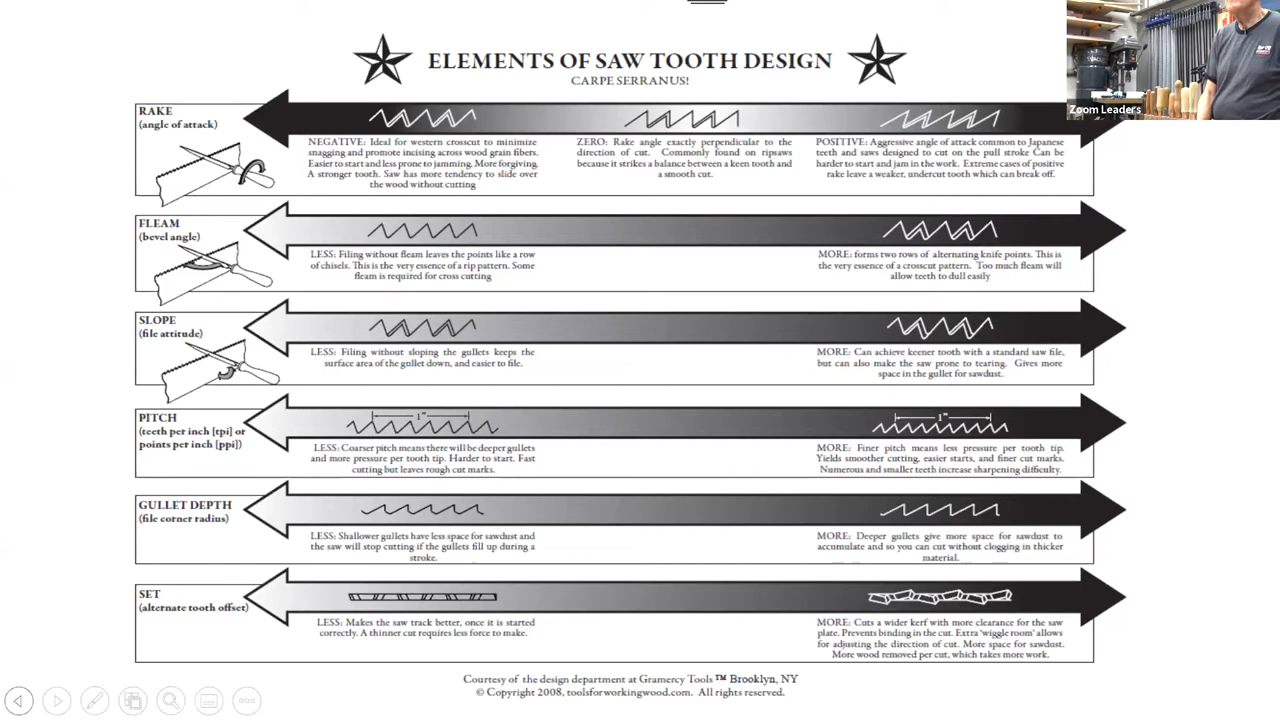 ELEMENTS OF SAW TOOTH DESIGN
CARPE SERRANUS!
Zoom Leaders
RAKE
(angle of attack)
NEGATIVE: Ideal for western crosscut to minimize
snagging and promote incising across wood grain fibers.
Easier to start and less prone to jamming. More forgiving.
A stronger tooth. Saw has more tendency to slide over
the wood without cutting
ZERO: Rake angle exactly perpendicular to the
direction of cut. Commonly found on ripsaws
because it strikes a balance between a keen tooth and
a smooth cut.
POSITIVE: Aggressive angle of attack common to Japanese
teeth and saws designed to cut on the pull stroke Can be
harder to start and jam in the work. Extreme cases of positive
rake leave a weaker, undercut tooth which can break off.
FLEAM
(bevel angle)
LESS: Filing without fleam leaves the points like a row
of chisels. This is the very essence of a rip pattern. Some
fleam is required for cross cutting
MORE: forms two rows of alternating knife points. This is
the very essence of a crosscut pattern. Too much fleam will
allow teeth to dull easily
SLOPE
(file attitude)
LESS: Filing without sloping the gullets keeps the
surface area of the gullet down, and easier to file.
MORE: Can achieve keener tooth with a standard saw file,
but can also make the saw prone to tearing. Gives more
space in the gullet for sawdust.
PITCH
(teeth per inch [tpi] or
points per inch [ppi])
1"
LESS: Coarser pitch means there will be deeper gullets
and more pressure per tooth tip. Harder to start. Fast
cutting but leaves rough cut marks.
1"
MORE: Finer pitch means less pressure per tooth tip.
Yields smoother cutting, easier starts, and finer cut marks.
Numerous and smaller teeth increase sharpening difficulty.
GULLET DEPTH
(file corner radius)
LESS: Shallower gullets have less space for sawdust and
the saw will stop cutting if the gullets fill up during a
stroke.
MORE: Deeper gullets give more space for sawdust to
accumulate and so you can cut without clogging in thicker
material.
SET
(alternate tooth offset)
LESS: Makes the saw track better, once it is started
correctly. A thinner cut requires less force to make.
MORE: Cuts a wider kerf with more clearance for the saw
plate. Prevents binding in the cut. Extra 'wiggle room' allows
for adjusting the direction of cut. More space for sawdust.
More wood removed per cut, which takes more work.
Courtesy of the design department at Gramercy Tools ™ Brooklyn, NY
© Copyright 2008, toolsforworkingwood.com. All rights reserved.